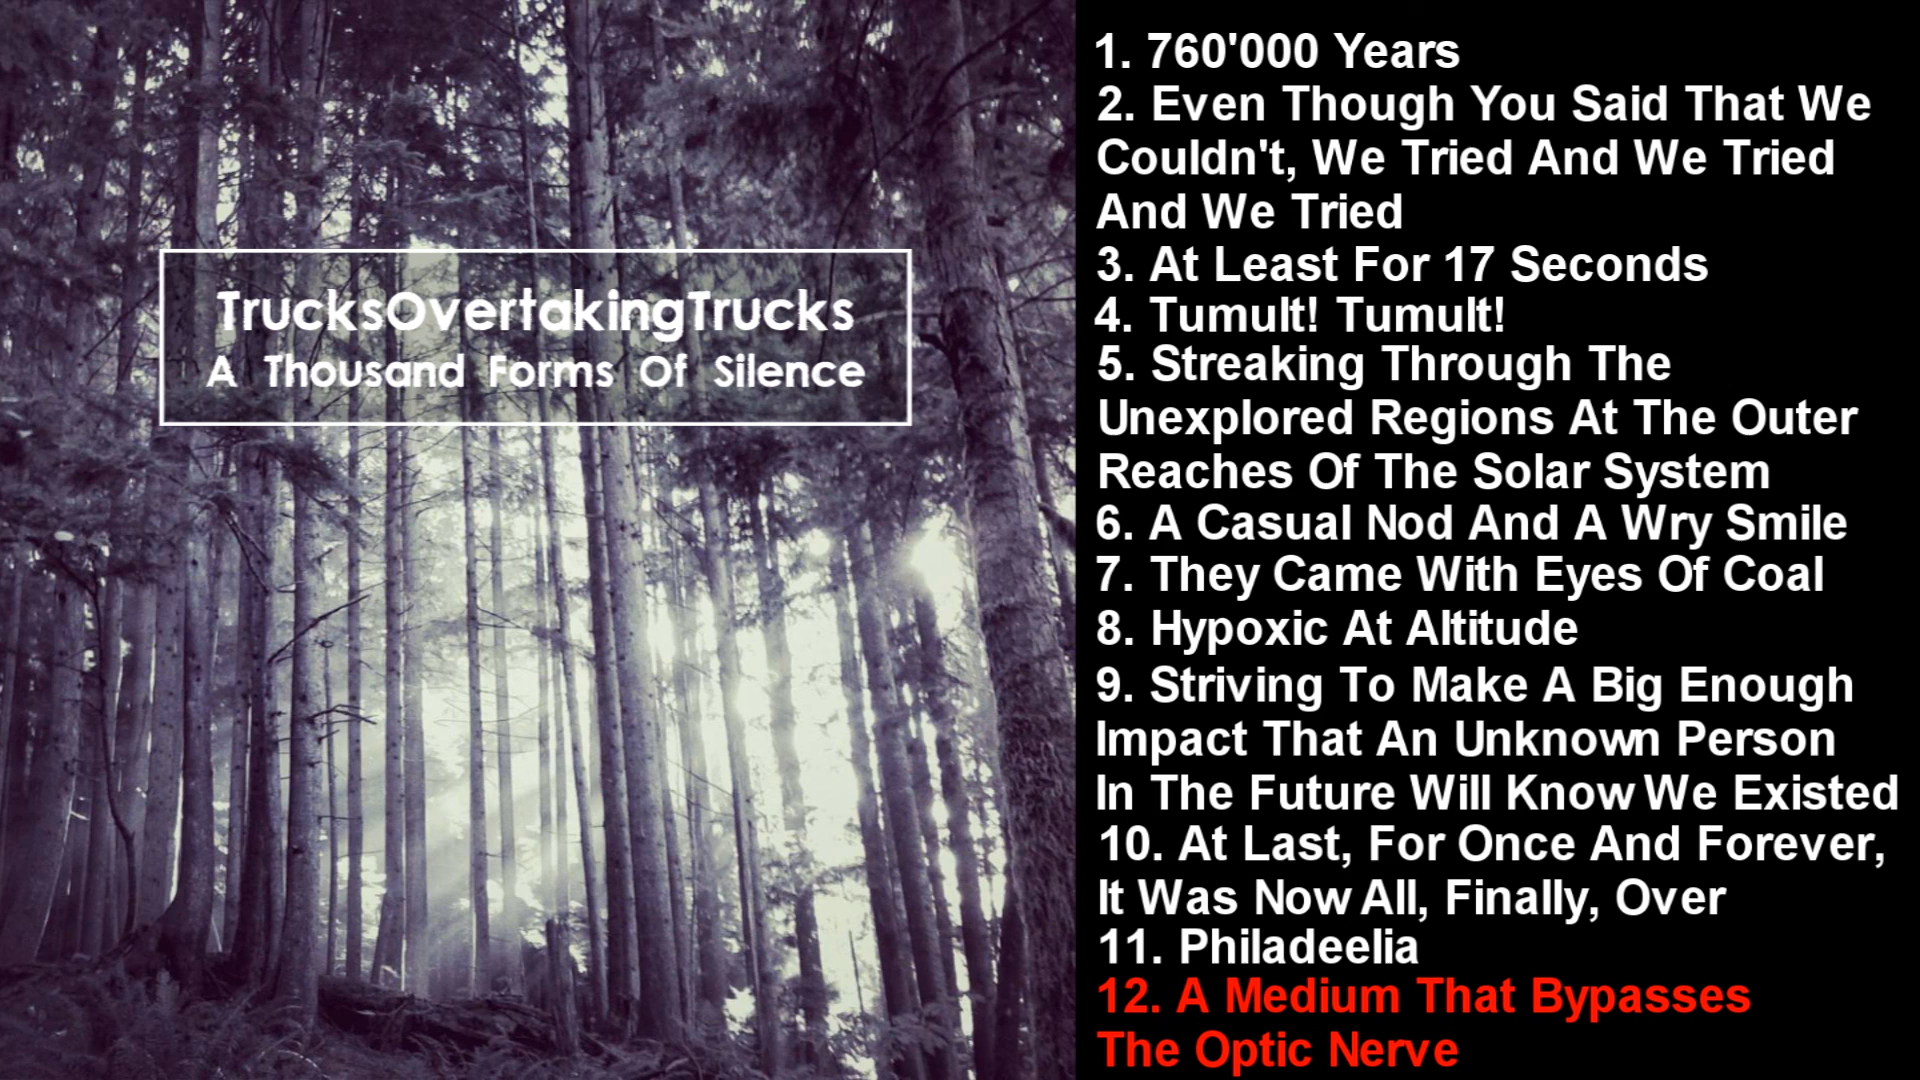 TrucksOvertakingTrucks
A Thousand Forms Of Silence
1. 760'000 Years
2. Even Though You Said That We
Couldn't, We Tried And We Tried
And We Tried
3. At Least For 17 Seconds
4. Tumult! Tumult!
5. Streaking Through The
Unexplored Regions At The Outer
Reaches Of The Solar System
6. A Casual Nod And A Wry Smile
7. They Came With Eyes Of Coal
8. Hypoxic At Altitude
9. Striving To Make A Big Enough
Impact That An Unknown Person
In The Future Will Know We Existed
10. At Last, For Once And Forever,
It Was Now All, Finally, Over
11. Philadeelia
12. A Medium That Bypasses
The Optic Nerve